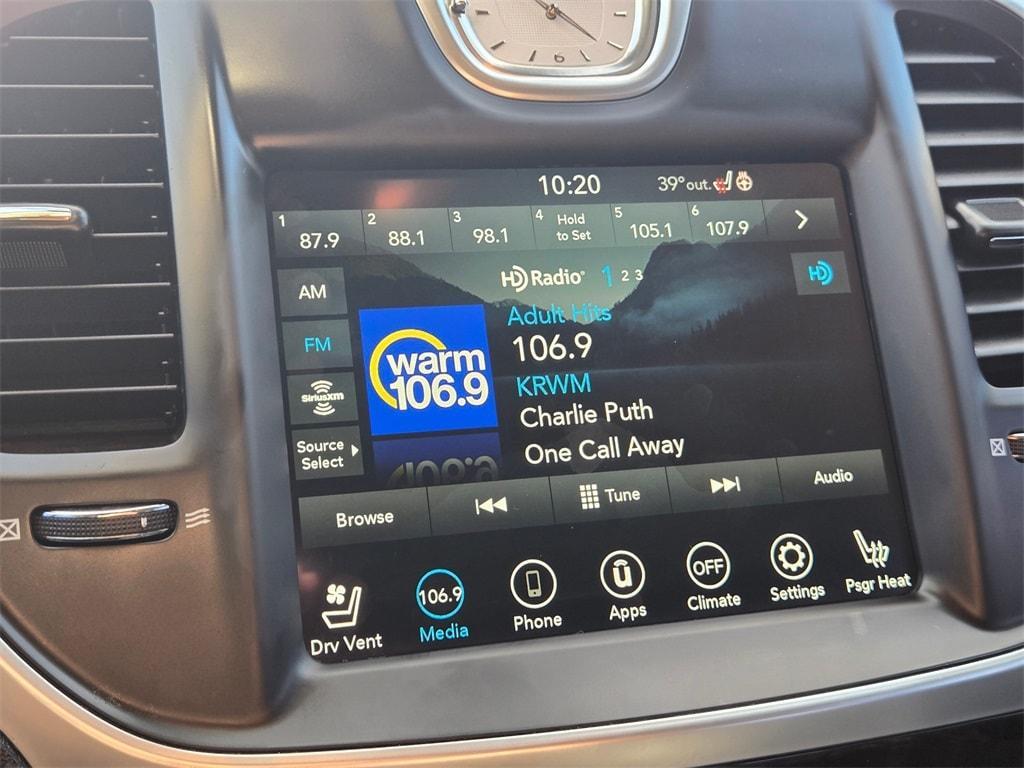 6
10:20
39°out.
1
87.9
2
88.1
3
98.1
4 Hold
to Set
5
105.1
6
107.9
HD Radio® 1 2 3
HD
AM
FM
SiriusXM
Source
Select
warm
106.9
Adult Hits
106.9
KRWM
Charlie Puth
One Call Away
Browse
Tune
Audio
Drv Vent
106.9
Media
Phone
u
Apps
OFF
Climate
Settings
Psgr Heat